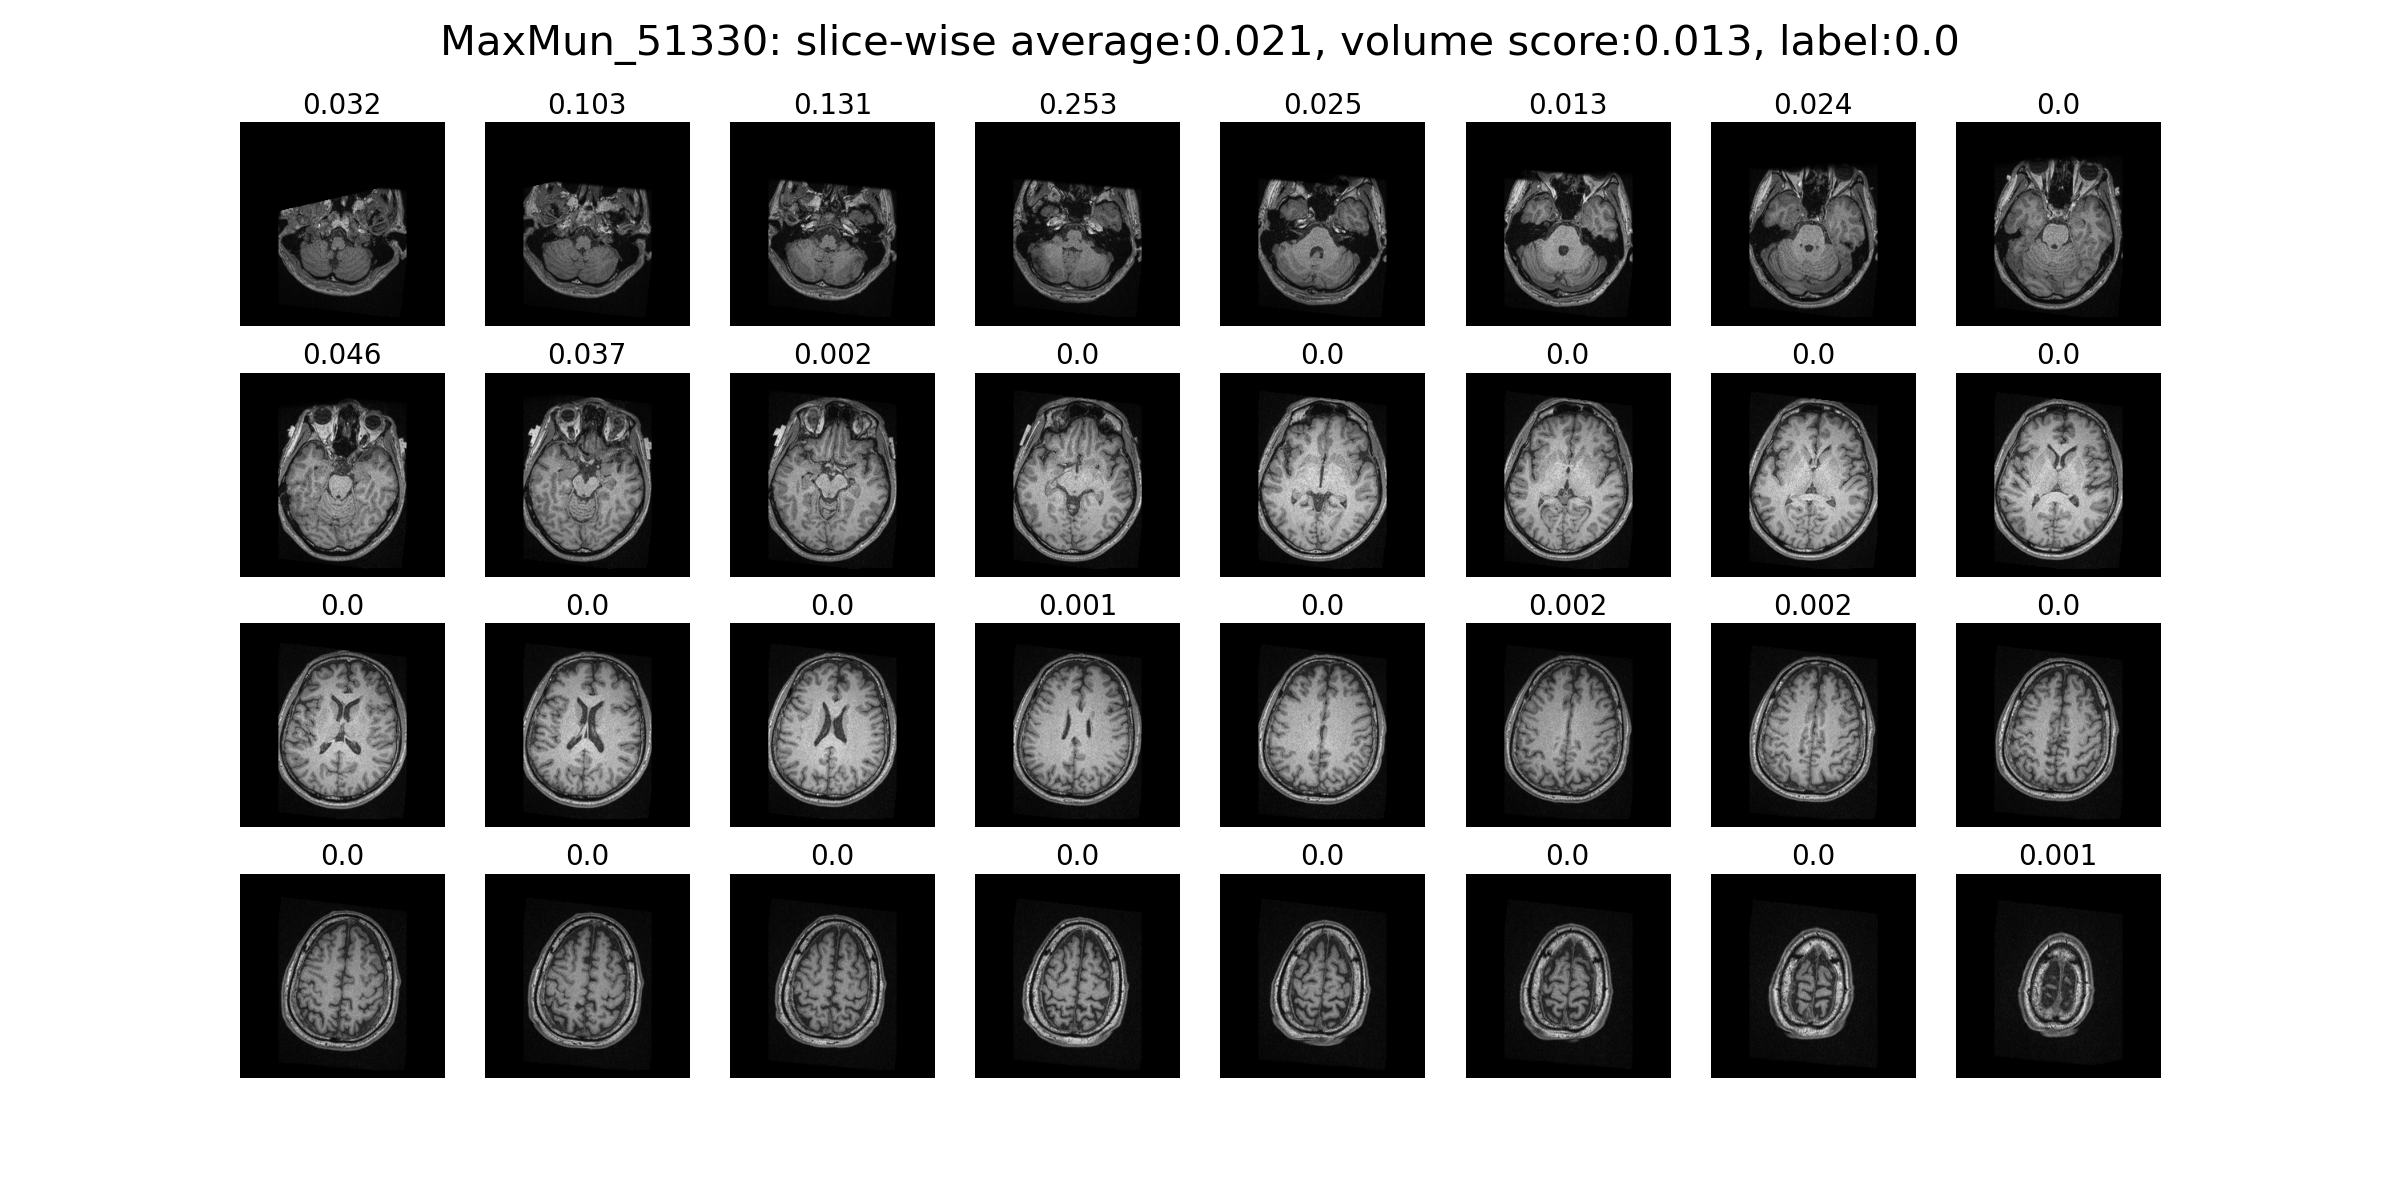 MaxMun_51330: slice-wise average:0.021, volume score:0.013, label:0.0
0.032 0.103 0.131 0.253 0.025 0.013 0.024 0.0
0.046 0.037 0.002 0.0 0.0 0.0 0.0 0.0
0.0 0.0 0.0 0.001 0.0 0.002 0.002 0.0
0.0 0.0 0.0 0.0 0.0 0.0 0.0 0.001